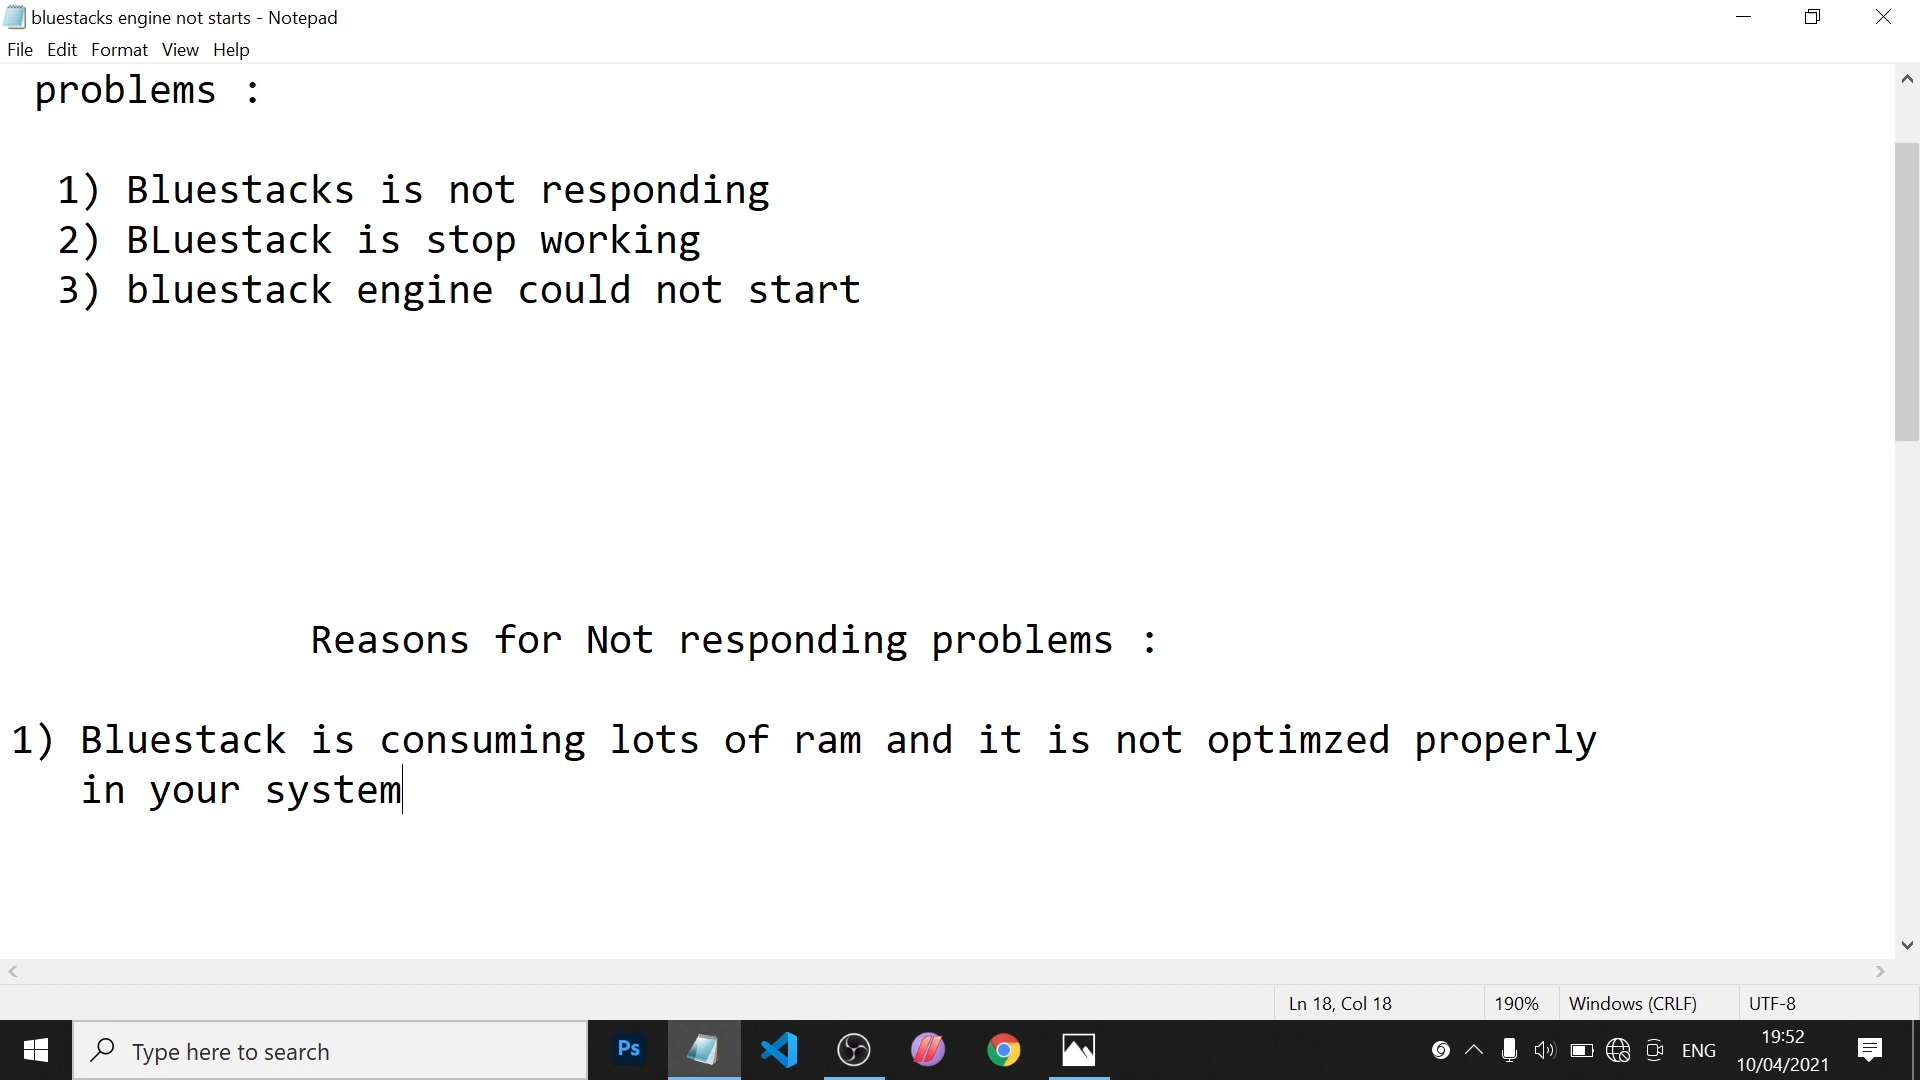 bluestacks engine not starts - Notepad
File Edit Format View Help
problems :
1) Bluestacks is not responding
2) BLuestack is stop working
3) bluestack engine could not start
Reasons for Not responding problems :
1) Bluestack is consuming lots of ram and it is not optimzed properly
in your system
Ln 18, Col 18 190% Windows (CRLF) UTF-8
Type here to search Ps ENG 19:52
10/04/2021